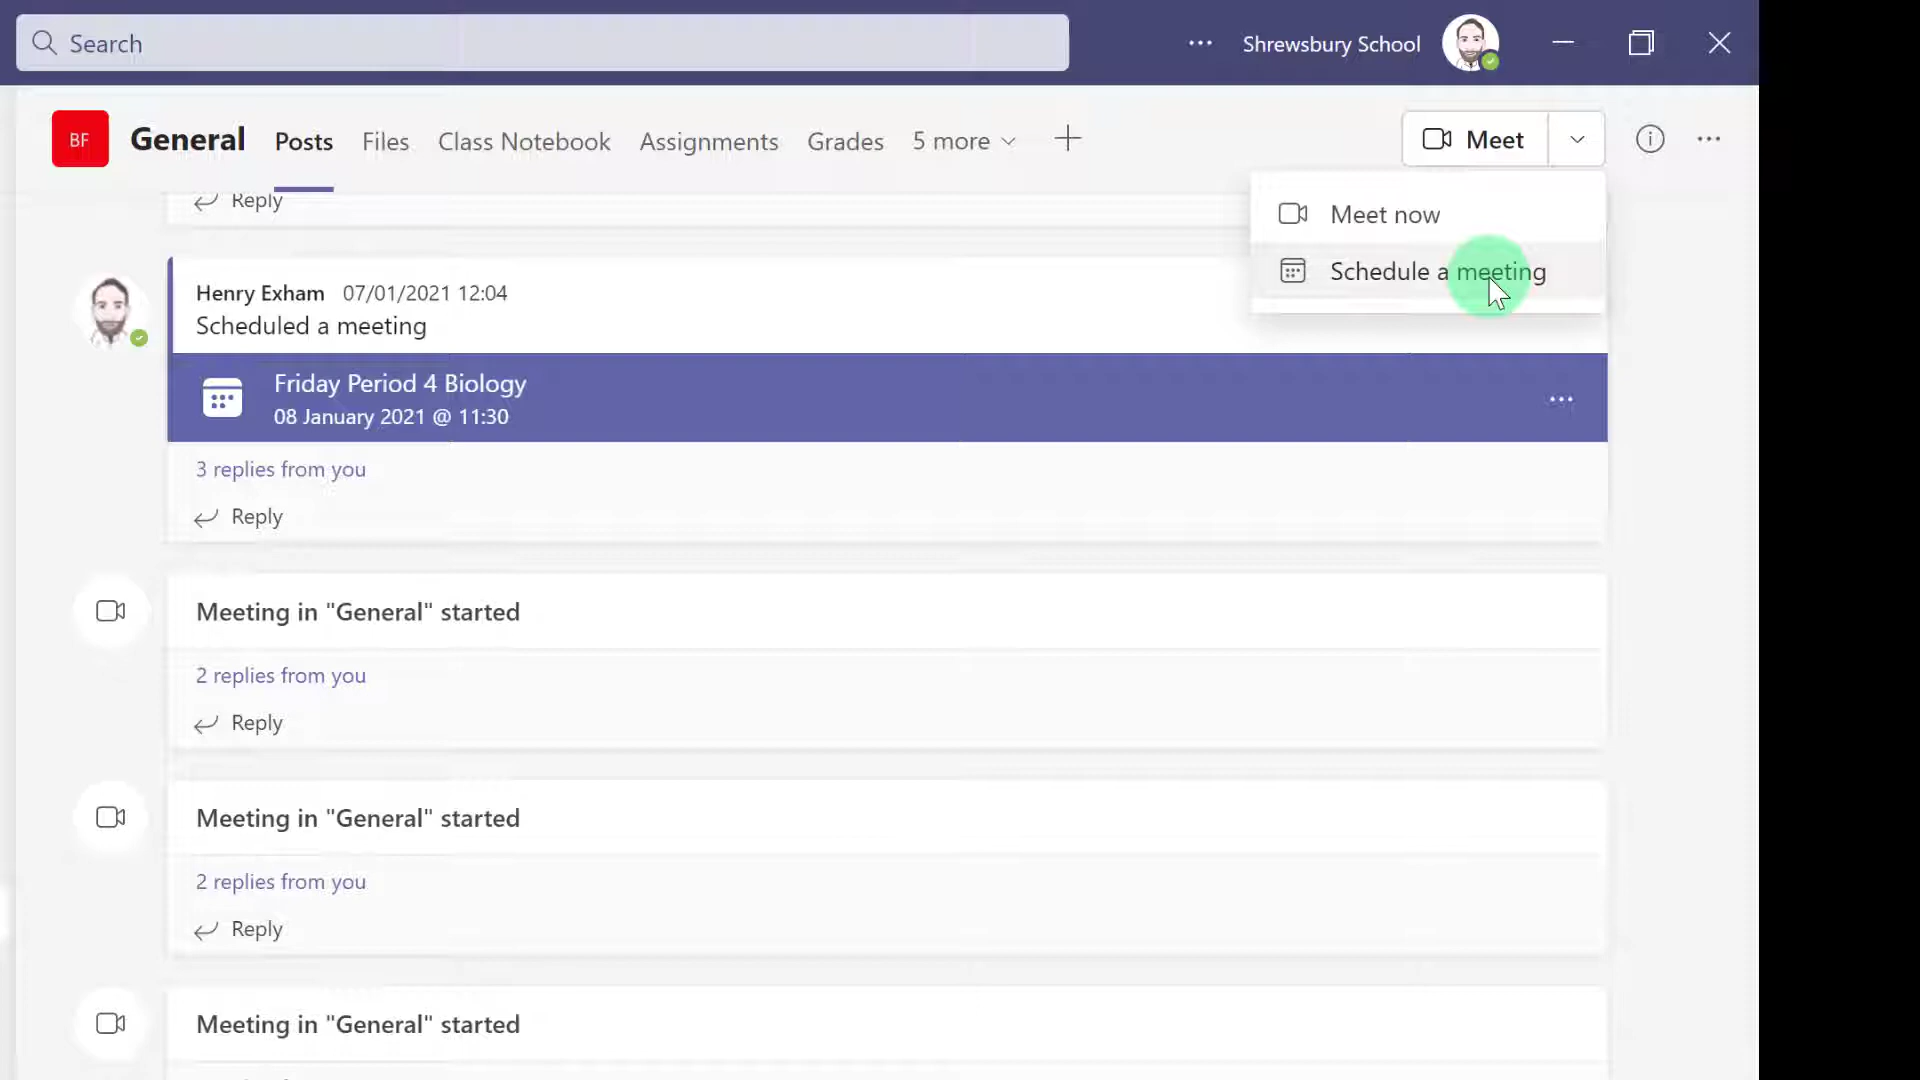 Search
Shrewsbury School
BF
General
Posts
Files
Class Notebook
Assignments
Grades
5 more
Meet
Meet now
Schedule a meeting
Reply
Henry Exham 07/01/2021 12:04
Scheduled a meeting
Friday Period 4 Biology
08 January 2021 @ 11:30
3 replies from you
Reply
Meeting in "General" started
2 replies from you
Reply
Meeting in "General" started
2 replies from you
Reply
Meeting in "General" started